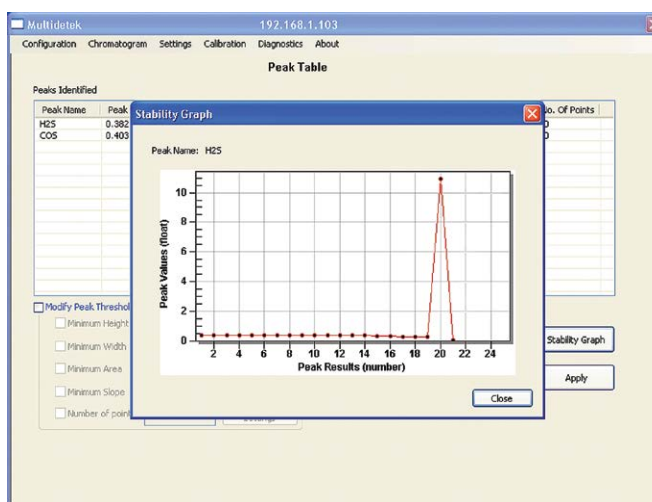 Multidetek 192.168.1.103
Configuration Chromatogram Settings Calibration Diagnostics About
Peak Table
Peaks Identified
Peak Name Peak No. Of Points
H2S 0.382 0
COS 0.403 0
Stability Graph
Peak Name: H2S
Peak Values (float)
10
8
6
4
2
0
2 4 6 8 10 12 14 16 18 20 22 24
Peak Results (number)
Close
Modify Peak Threshol
Minimum Height
Minimum Width
Minimum Area
Minimum Slope
Number of point
Stability Graph
Apply